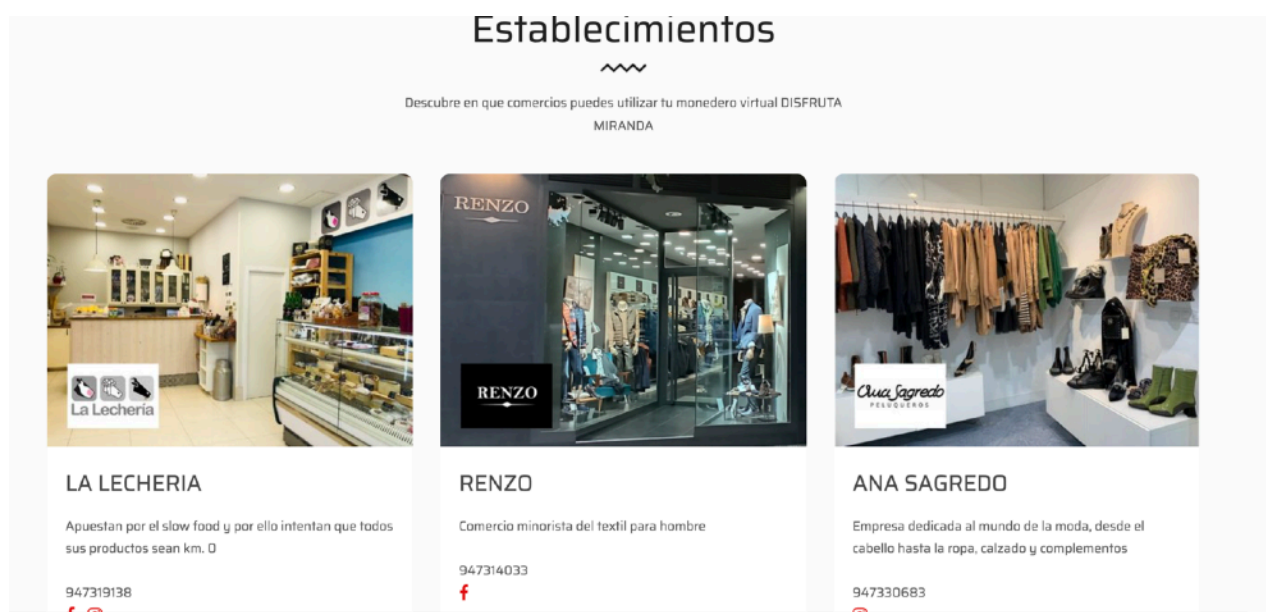 Establecimientos
Descubre en que comercios puedes utilizar tu monedero virtual DISFRUTA
MIRANDA
RENZO
La Lechería
RENZO
Ana Sagredo
PELUQUEROS
LA LECHERIA
Apuestan por el slow food y por ello intentan que todos
sus productos sean km. 0
947319138
RENZO
Comercio minorista del textil para hombre
947314033
ANA SAGREDO
Empresa dedicada al mundo de la moda, desde el
cabello hasta la ropa, calzado y complementos
947330683